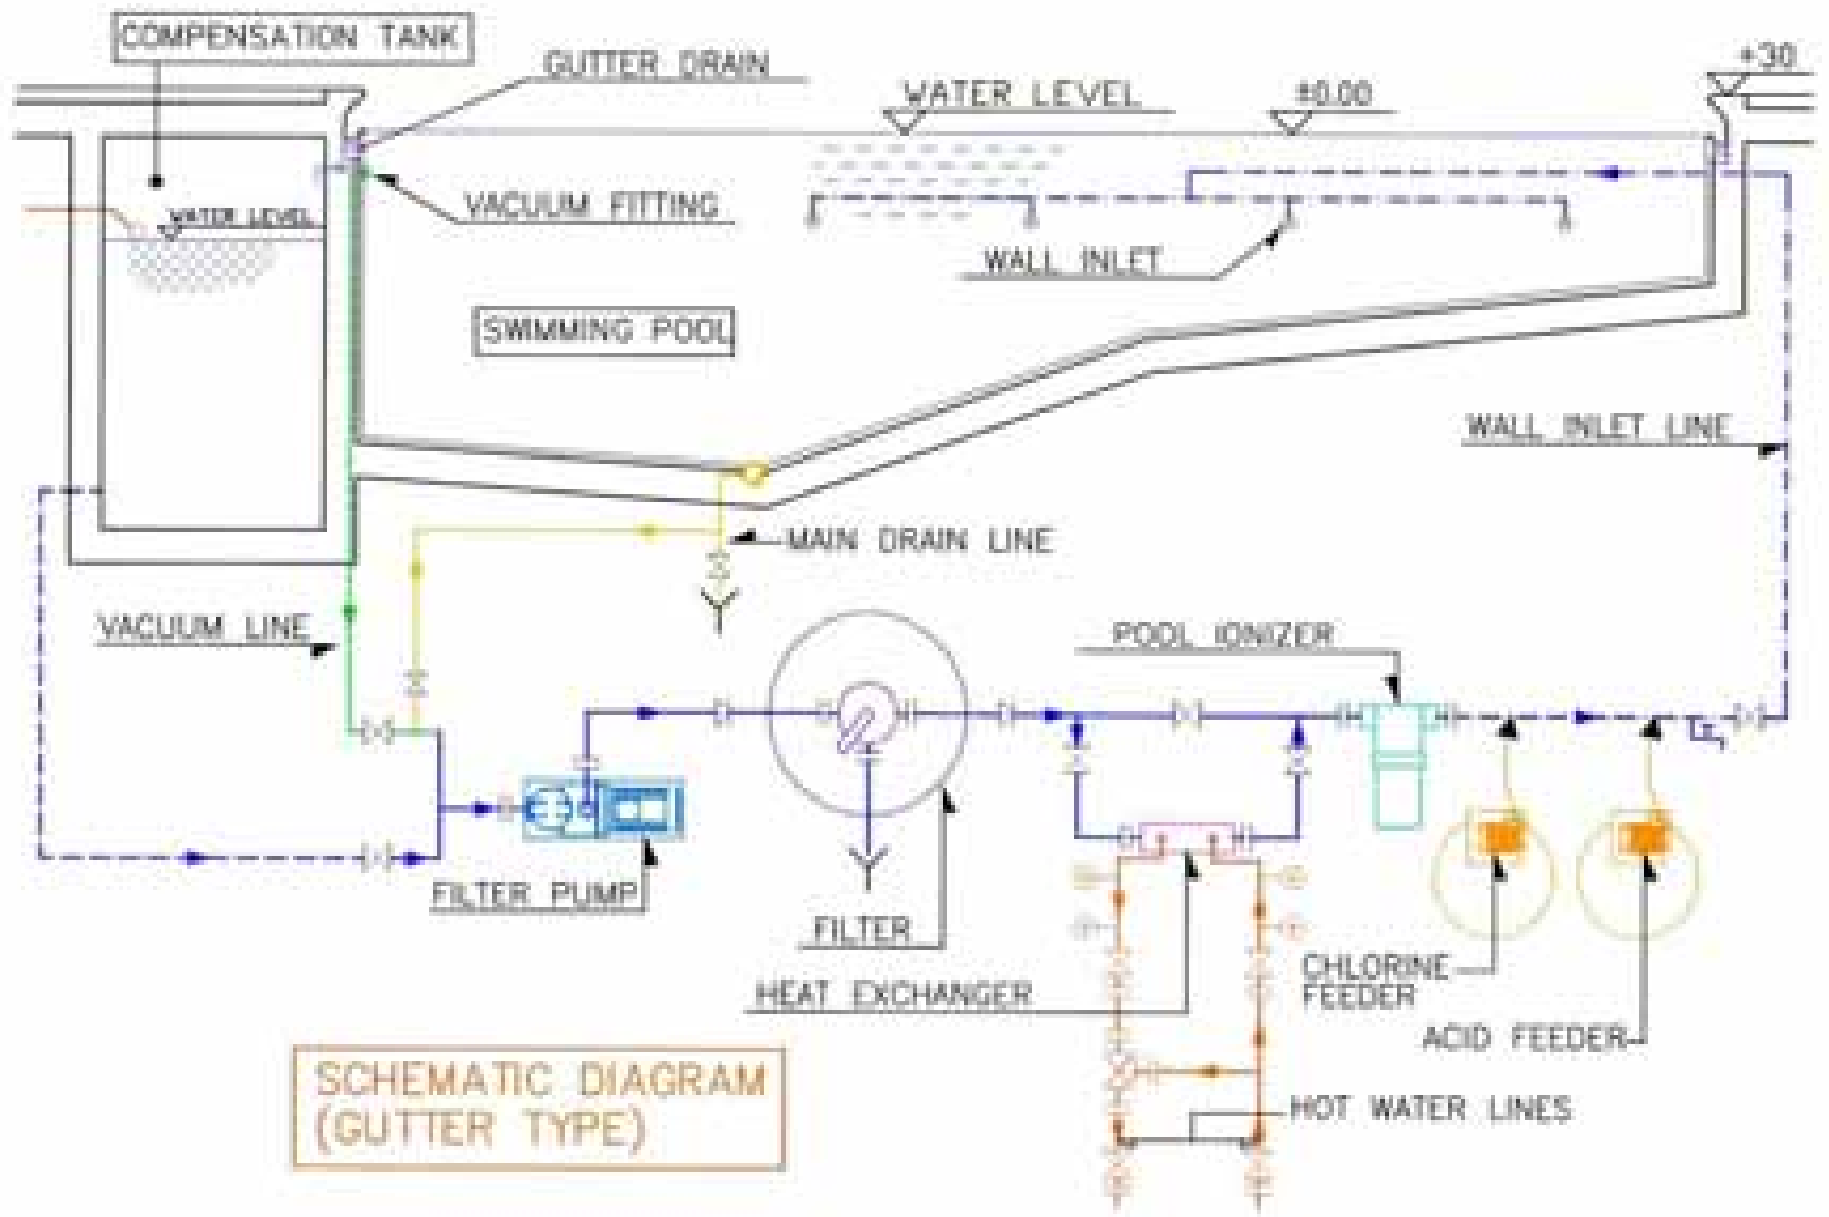 COMPENSATION TANK
GUTTER DRAIN
WATER LEVEL
±0.00
+30
VACUUM FITTING
WATER LEVEL
WALL INLET
SWIMMING POOL
WALL INLET LINE
MAIN DRAIN LINE
VACUUM LINE
POOL IONIZER
FILTER PUMP
FILTER
HEAT EXCHANGER
CHLORINE
FEEDER
ACID FEEDER
HOT WATER LINES
SCHEMATIC DIAGRAM
(GUTTER TYPE)